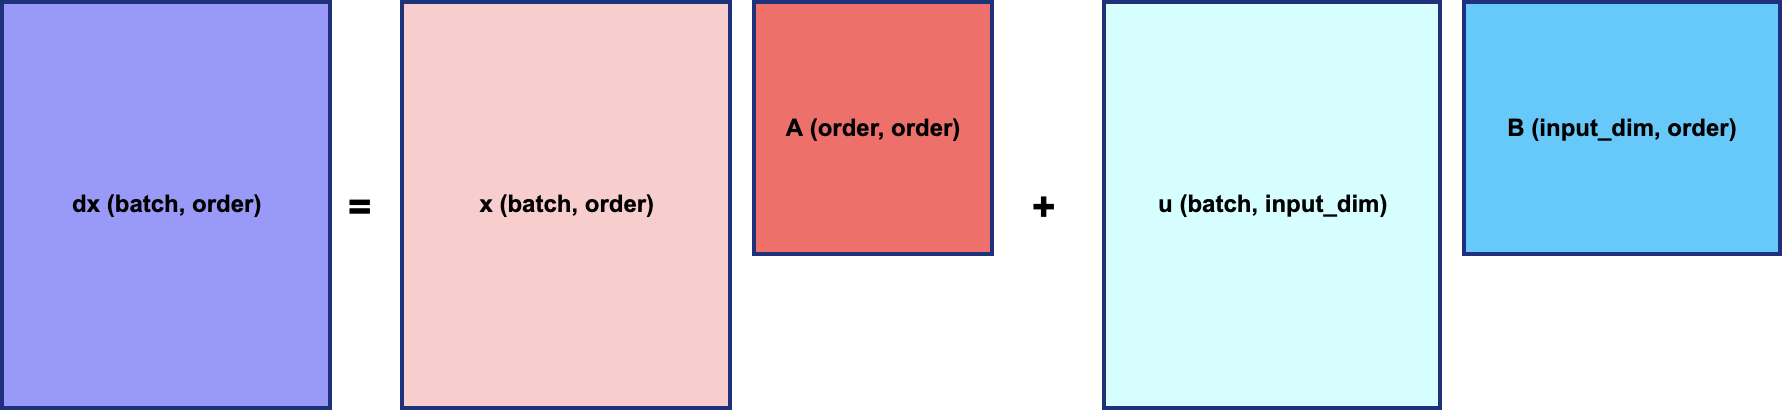 dx (batch, order)
=
x (batch, order)
A (order, order)
+
u (batch, input_dim)
B (input_dim, order)